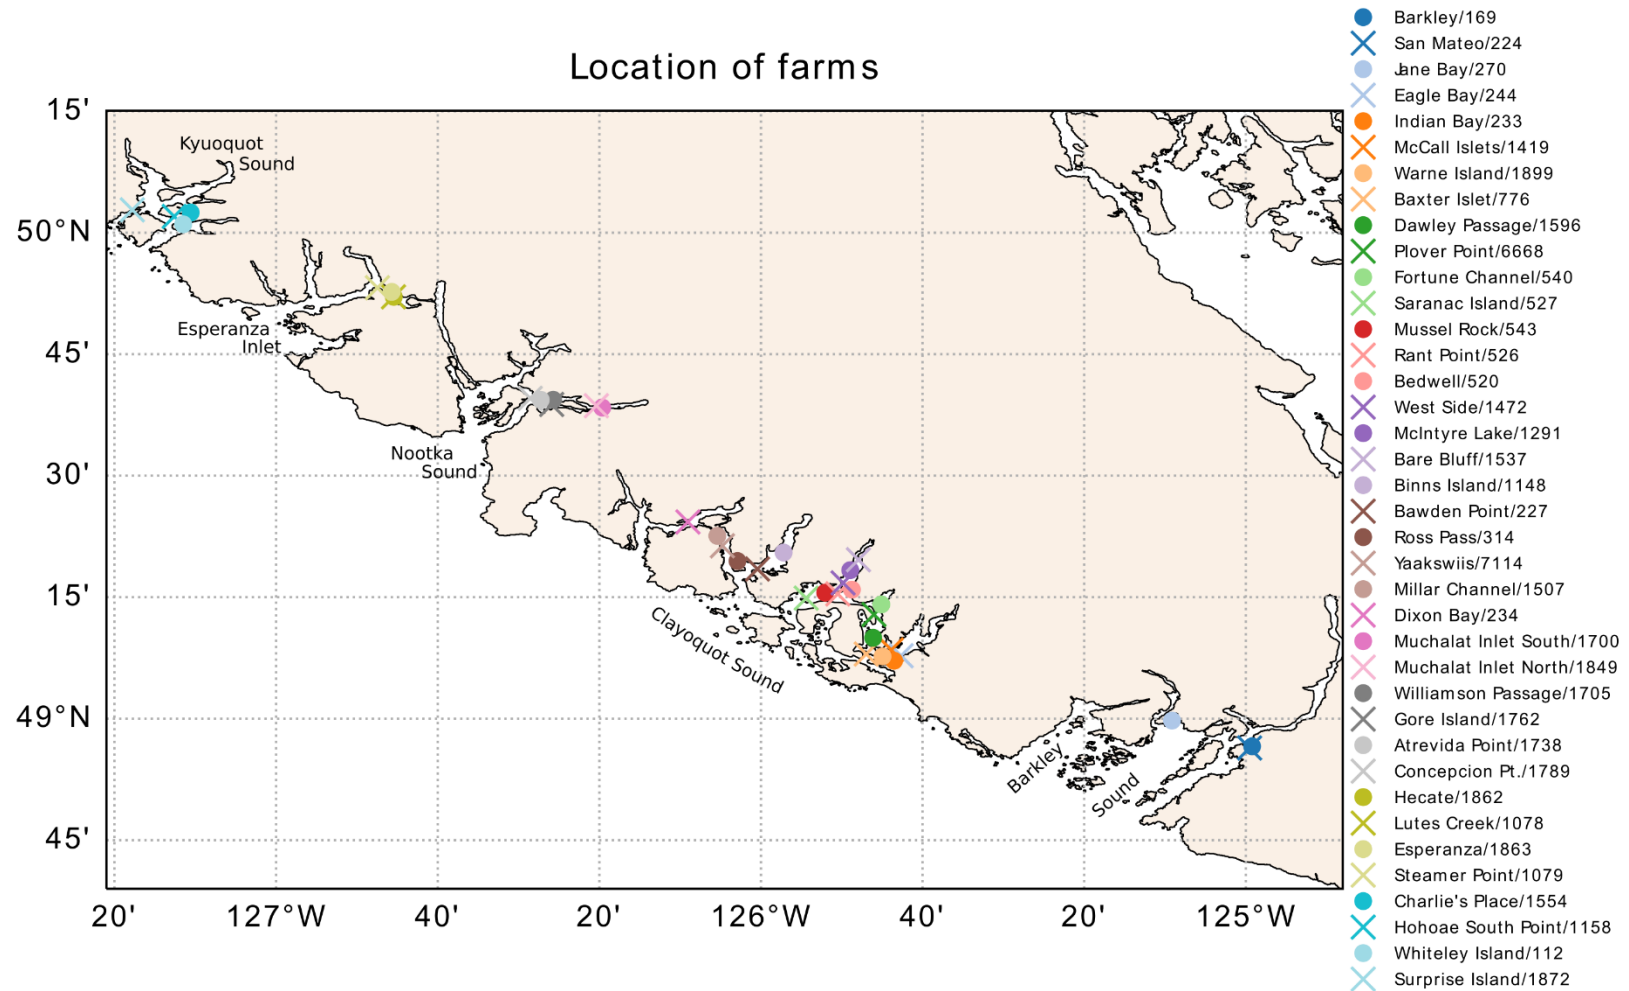 Location of farms
15'
50°N
45'
30'
15'
49°N
45'
20'
127°W
40'
20'
126°W
40'
20'
125°W
Kyuoquot
Sound
Esperanza
Inlet
Nootka
Sound
Clayoquot Sound
Barkley
Sound
Barkley/169
San Mateo/224
Jane Bay/270
Eagle Bay/244
Indian Bay/233
McCall Islets/1419
Warne Island/1899
Baxter Islet/776
Dawley Passage/1596
Plover Point/6668
Fortune Channel/540
Saranac Island/527
Mussel Rock/543
Rant Point/526
Bedwell/520
West Side/1472
McIntyre Lake/1291
Bare Bluff/1537
Binns Island/1148
Bawden Point/227
Ross Pass/314
Yaakswiis/7114
Millar Channel/1507
Dixon Bay/234
Muchalat Inlet South/1700
Muchalat Inlet North/1849
Williamson Passage/1705
Gore Island/1762
Atrevida Point/1738
Concepcion Pt./1789
Hecate/1862
Lutes Creek/1078
Esperanza/1863
Steamer Point/1079
Charlie's Place/1554
Hohoae South Point/1158
Whiteley Island/112
Surprise Island/1872